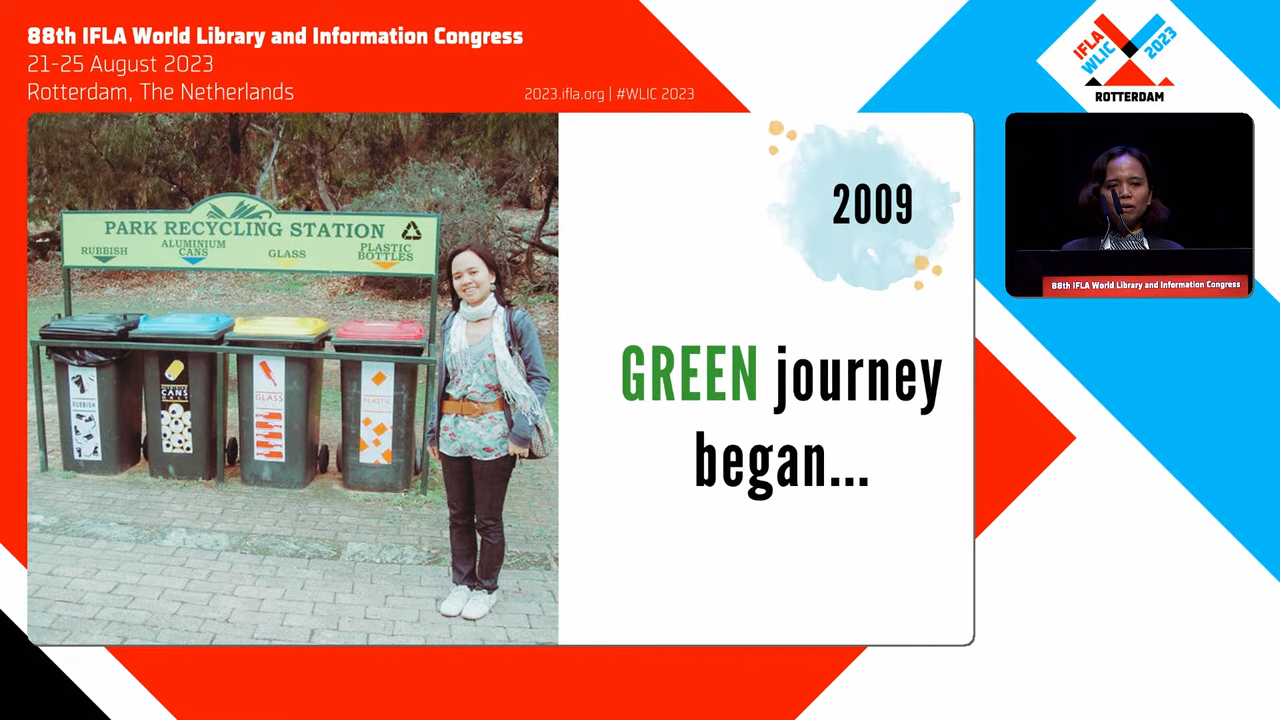 88th IFLA World Library and Information Congress
21-25 August 2023
Rotterdam, The Netherlands
2023.ifla.org | #WLIC 2023
IFLA
WLIC
2023
ROTTERDAM
PARK RECYCLING STATION
RUBBISH
ALUMINIUM
CANS
GLASS
PLASTIC
BOTTLES
RUBBISH
CANS
GLASS
PLASTIC
2009
GREEN journey
began...
88th IFLA World Library and Information Congress